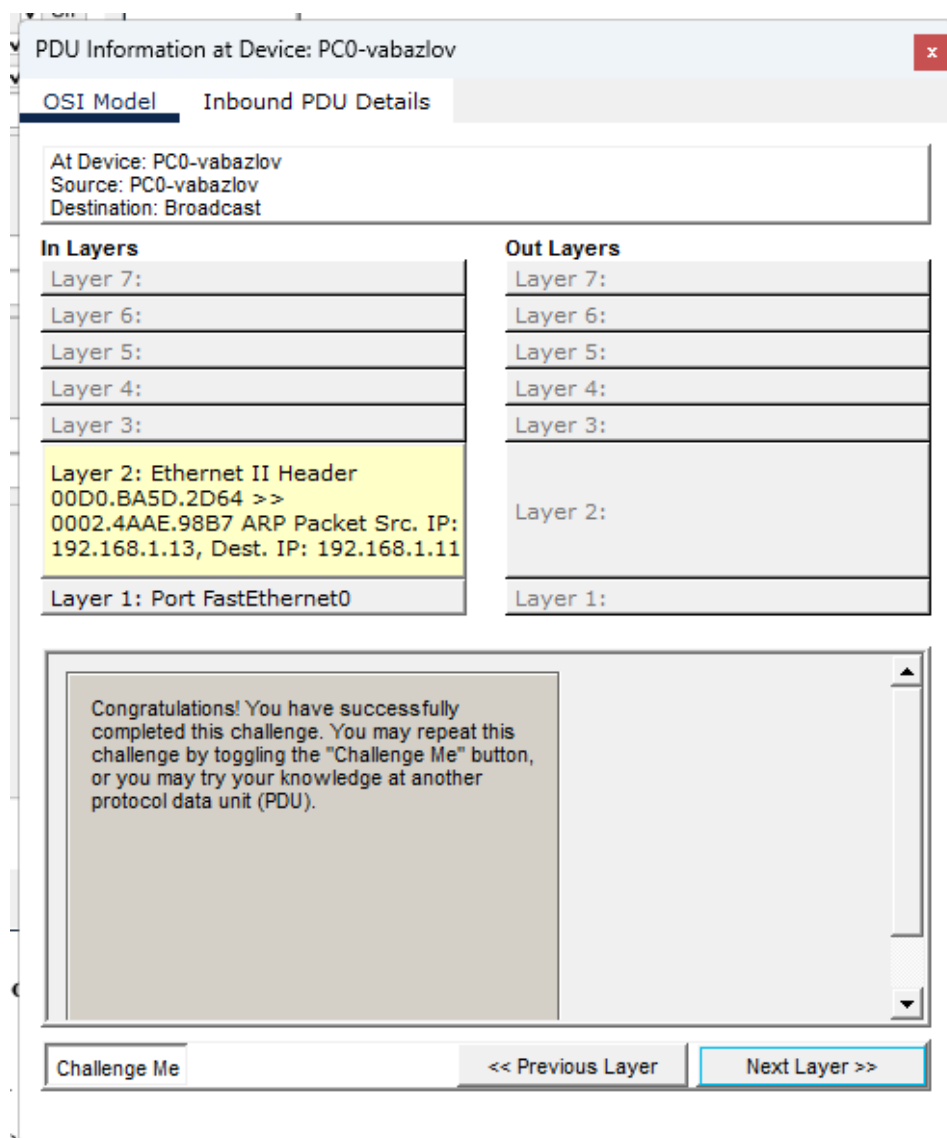 PDU Information at Device: PC0-vabazlov
x
OSI Model
Inbound PDU Details
At Device: PC0-vabazlov
Source: PC0-vabazlov
Destination: Broadcast
In Layers
Layer 7:
Layer 6:
Layer 5:
Layer 4:
Layer 3:
Layer 2: Ethernet II Header
00D0.BA5D.2D64 >>
0002.4AAE.98B7 ARP Packet Src. IP:
192.168.1.13, Dest. IP: 192.168.1.11
Layer 1: Port FastEthernet0
Out Layers
Layer 7:
Layer 6:
Layer 5:
Layer 4:
Layer 3:
Layer 2:
Layer 1:
Congratulations! You have successfully
completed this challenge. You may repeat this
challenge by toggling the "Challenge Me" button,
or you may try your knowledge at another
protocol data unit (PDU).
Challenge Me
<< Previous Layer
Next Layer >>